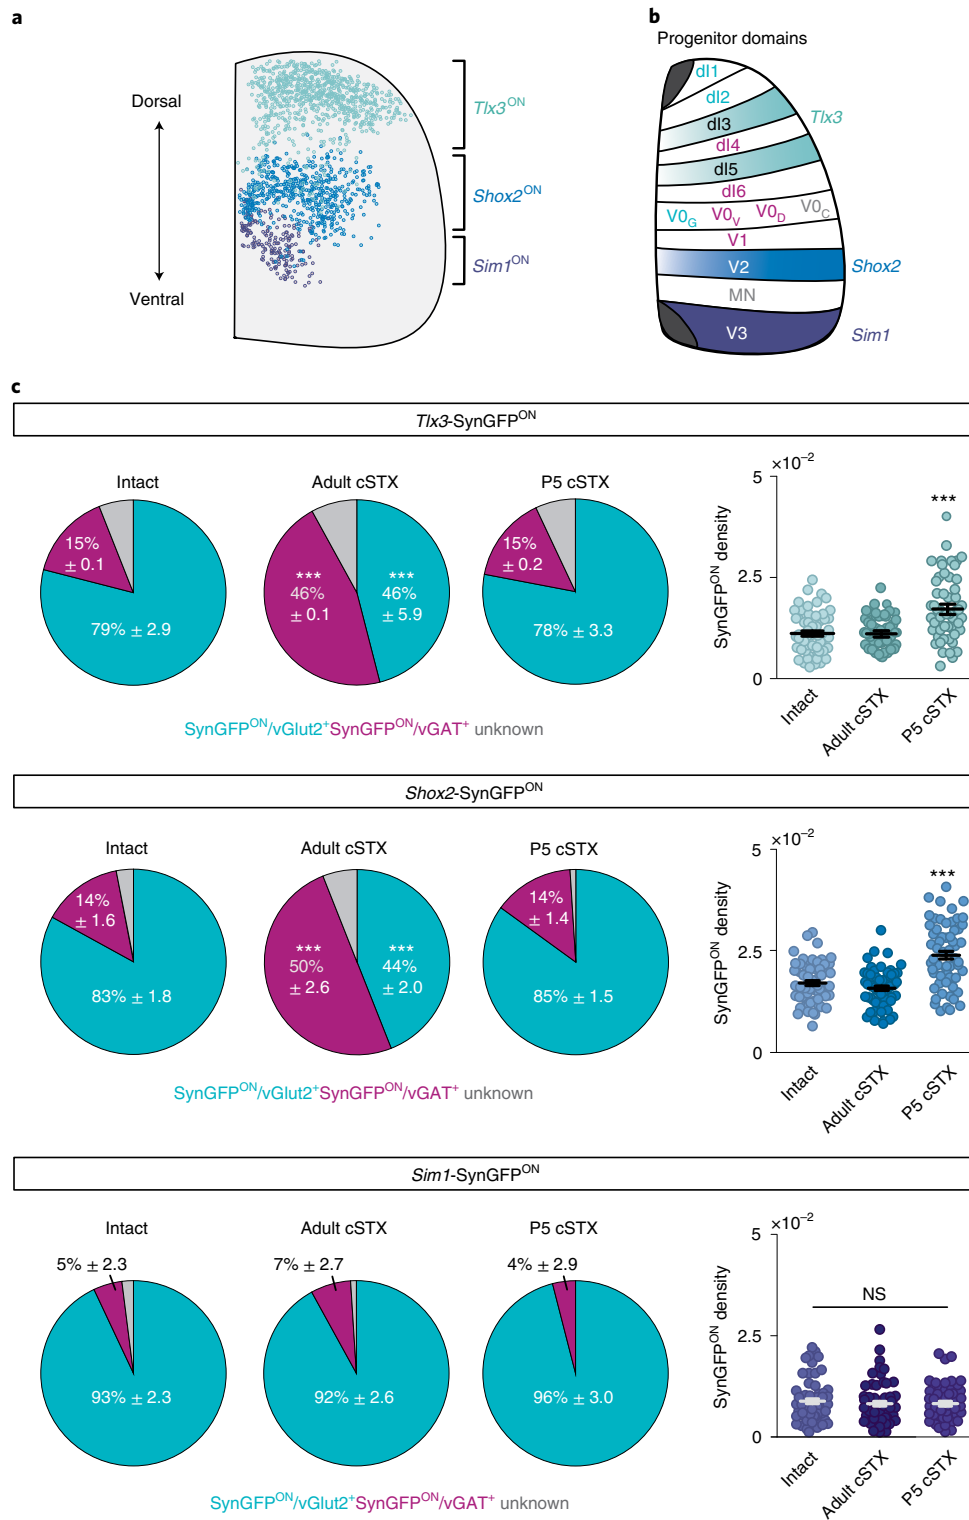 a
Dorsal
Ventral
Tlx3ON
Shox2ON
Sim1ON
b
Progenitor domains
dI1
dI2
dI3
dI4
dI5
dI6
V0G V0V V0D V0C
V1
V2
MN
V3
Tlx3
Shox2
Sim1
c
Tlx3-SynGFPON
Intact
15%
± 0.1
79% ± 2.9
Adult cSTX
***
46%
± 0.1
***
46%
± 5.9
P5 cSTX
15%
± 0.2
78% ± 3.3
SynGFPON/vGlut2+ SynGFPON/vGAT+ unknown
×10−2
SynGFPON density
5
2.5
0
***
Intact
Adult cSTX
P5 cSTX
Shox2-SynGFPON
Intact
14%
± 1.6
83% ± 1.8
Adult cSTX
***
50%
± 2.6
***
44%
± 2.0
P5 cSTX
14%
± 1.4
85% ± 1.5
SynGFPON/vGlut2+ SynGFPON/vGAT+ unknown
×10−2
SynGFPON density
5
2.5
0
***
Intact
Adult cSTX
P5 cSTX
Sim1-SynGFPON
Intact
5% ± 2.3
93% ± 2.3
Adult cSTX
7% ± 2.7
92% ± 2.6
P5 cSTX
4% ± 2.9
96% ± 3.0
SynGFPON/vGlut2+ SynGFPON/vGAT+ unknown
×10−2
SynGFPON density
5
2.5
0
NS
Intact
Adult cSTX
P5 cSTX